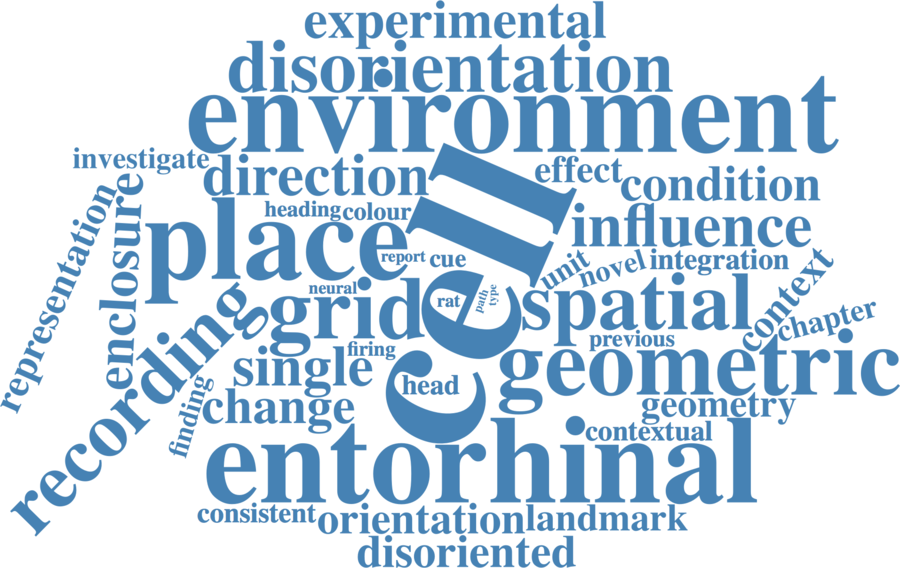 experimental
disorientation
environment
investigate
direction
effect
condition
representation
enclosure
heading
colour
cell
influence
place
report
cue
unit
novel
integration
context
neural
grid
rat
path
type
spatial
chapter
recording
firing
previous
single
head
geometric
finding
change
geometry
contextual
entorhinal
consistent
orientation
landmark
disoriented